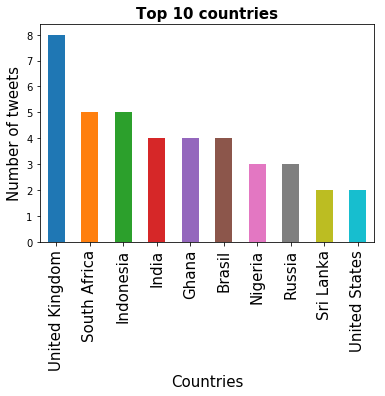 Top 10 countries
Number of tweets
8
7
6
5
4
3
2
1
0
United Kingdom
South Africa
Indonesia
India
Ghana
Brasil
Nigeria
Russia
Sri Lanka
United States
Countries